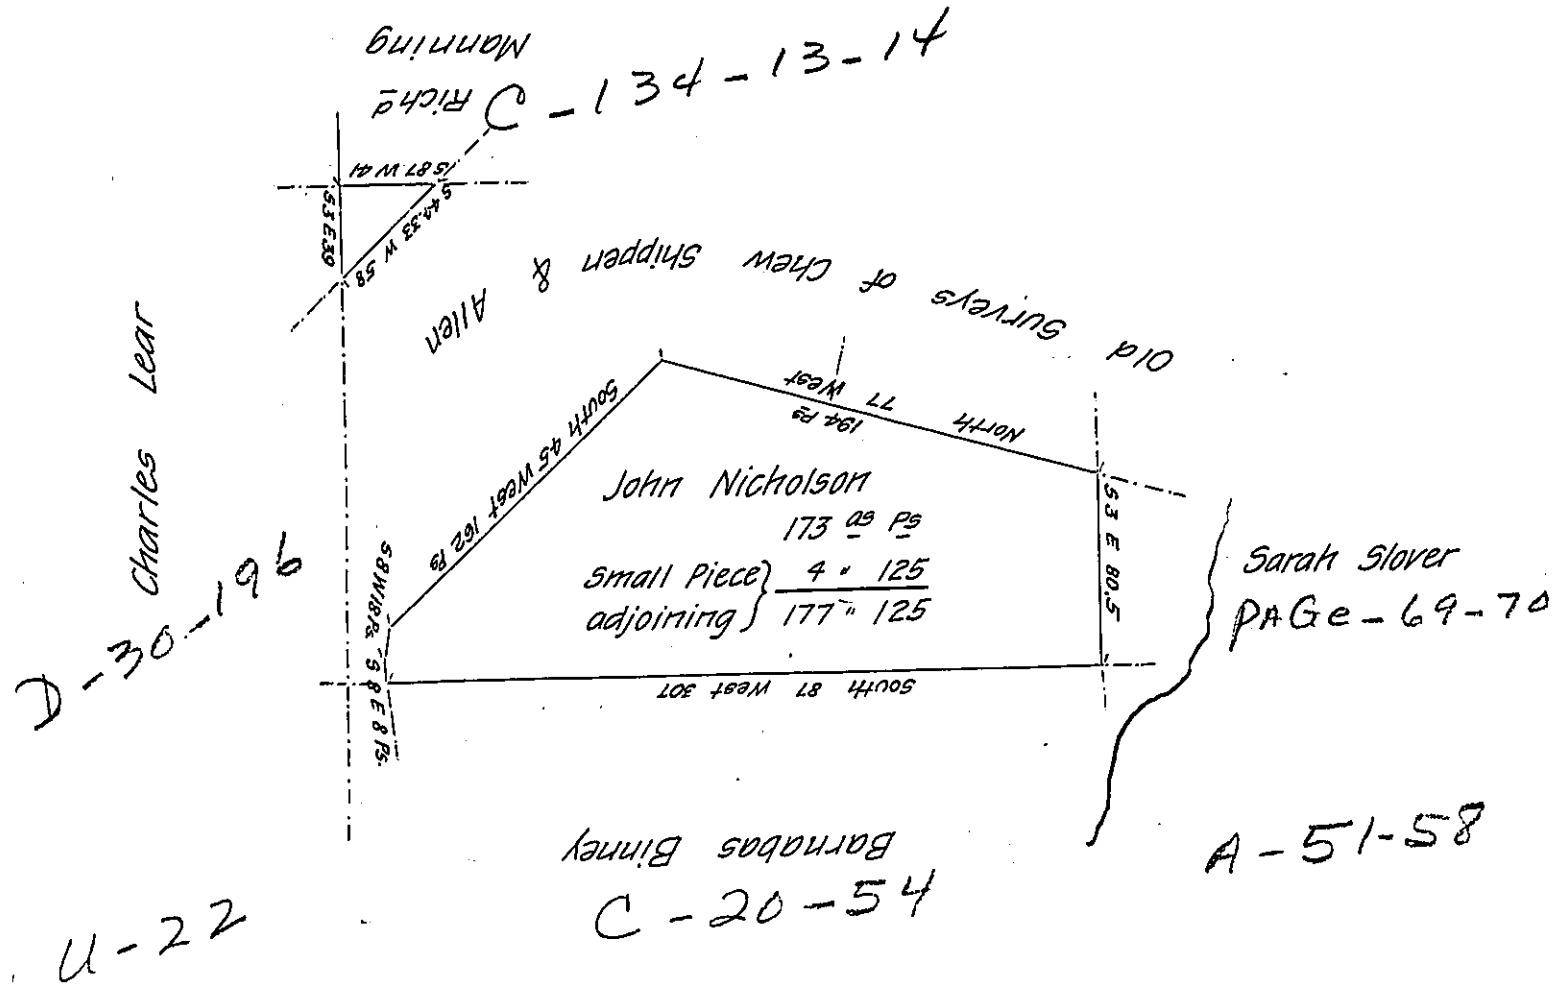 Manning
Richd
C - 134 - 13 - 14
S 87 W 41
S 3 E 39
S 44.33 W 58
Old Surveys of Chew Shippen & Allen
Charles Lear
D - 30 - 196
South 45 West 162 Ps
North 77 West
194 Ps
John Nicholson
173 as Ps
Small Piece } 4 " 125
adjoining } 177 " 125
S 3 E 80.5
Sarah Slover
PAGe - 69 - 70
S 8 W 18 Ps
S 8 E 8 Ps.
South 87 West 307
Barnabas Binney
C - 20 - 54
A - 51 - 58
U - 22